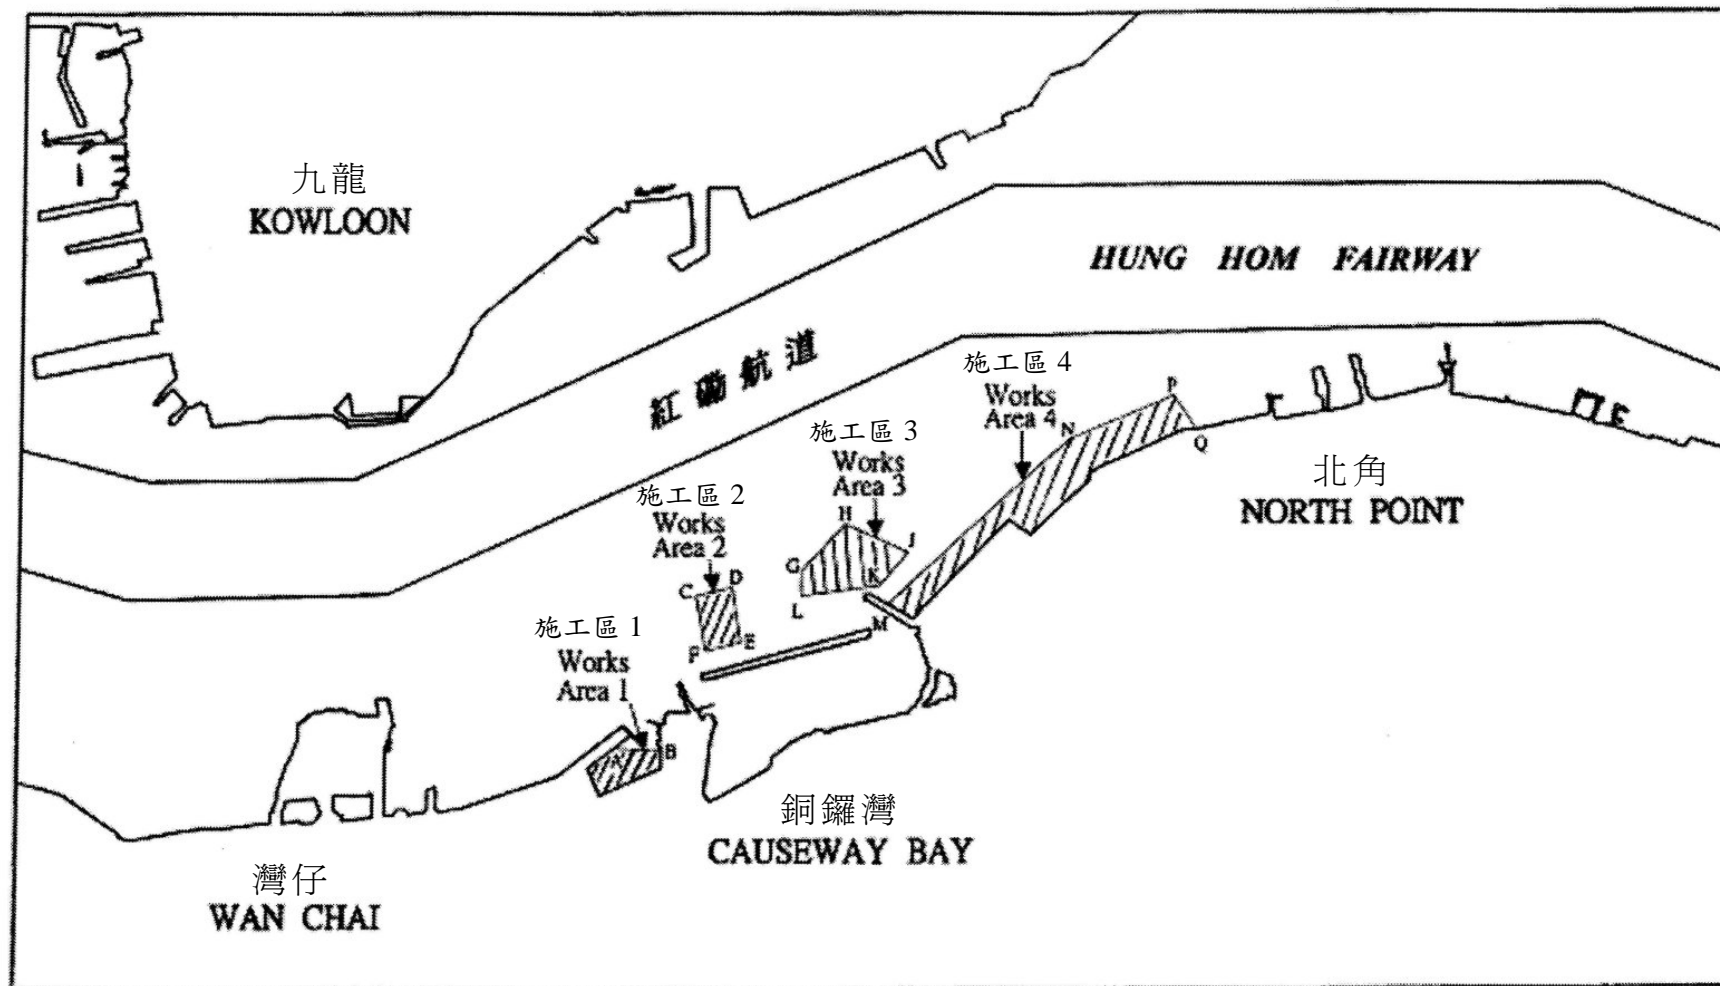 九龍
KOWLOON
HUNG HOM FAIRWAY
紅磡航道
施工區 4
Works
Area 4
P
N
Q
施工區 3
Works
Area 3
H
J
G
K
L
M
施工區 2
Works
Area 2
C
D
F
E
施工區 1
Works
Area 1
A
B
北角
NORTH POINT
銅鑼灣
CAUSEWAY BAY
灣仔
WAN CHAI